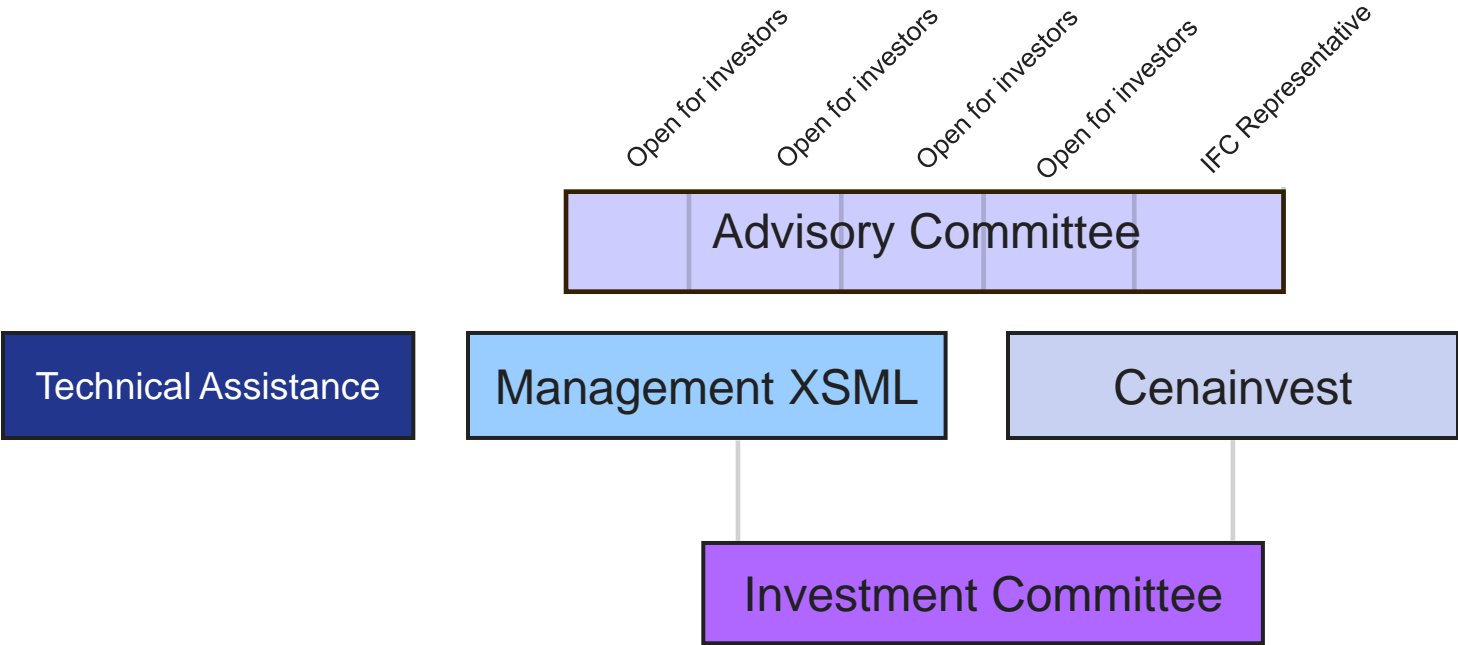 Open for investors
Open for investors
Open for investors
Open for investors
IFC Representative
Advisory Committee
Technical Assistance
Management XSML
Cenainvest
Investment Committee